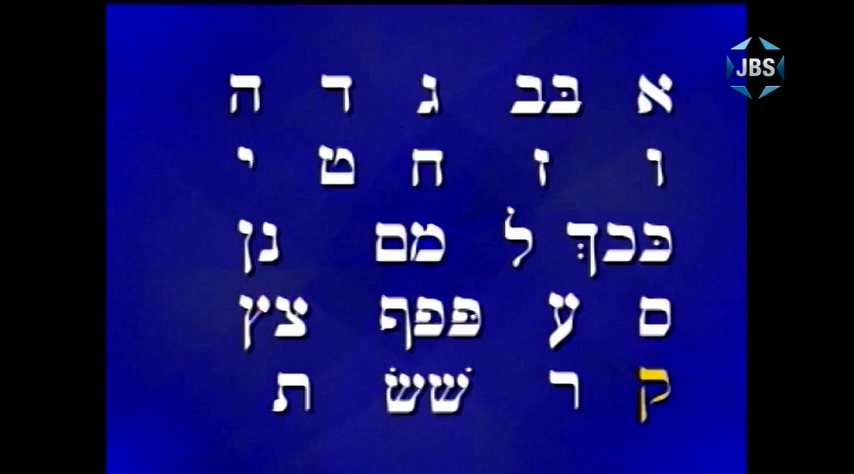 JBS
א בּב ג ד ה
ו ז ח ט י
כּכךְ ל מם נן
ס ע פּפף צץ
ק ר שׁשׂ ת